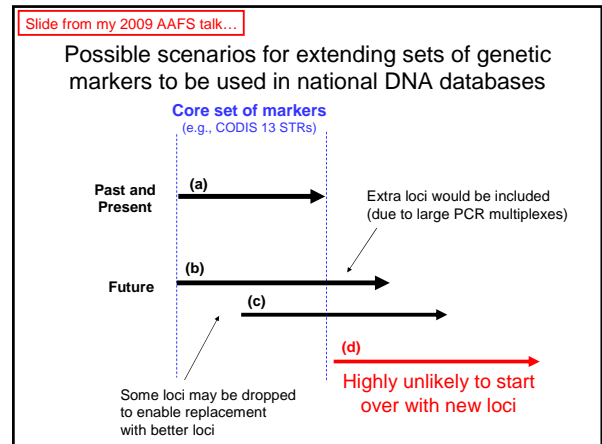 Slide from my 2009 AAFS talk…
Possible scenarios for extending sets of genetic
markers to be used in national DNA databases
Core set of markers
(e.g., CODIS 13 STRs)
Past and
Present
(a)
Extra loci would be included
(due to large PCR multiplexes)
Future
(b)
(c)
(d)
Some loci may be dropped
to enable replacement
with better loci
Highly unlikely to start
over with new loci